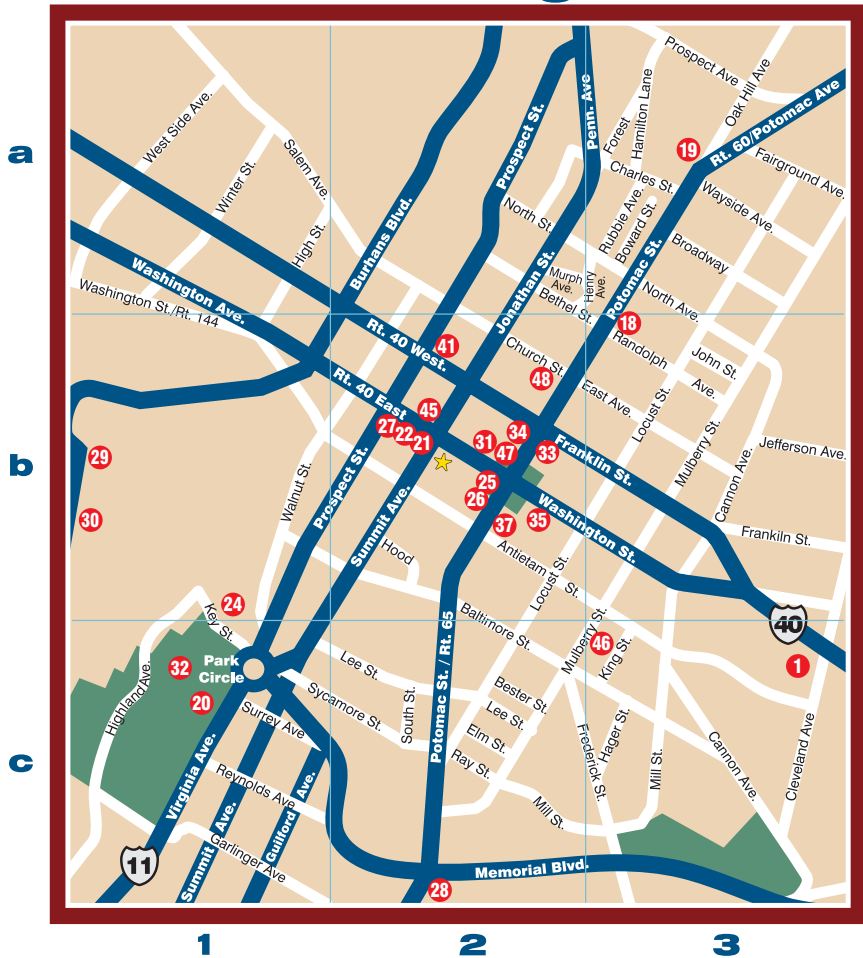 Prospect Ave
Oak Hill Ave
Rt. 60/Potomac Ave
Penn. Ave
Hamilton Lane
Forest
West Side Ave.
Prospect St.
19
a
Salem Ave.
Winter St.
Charles St.
Fairground Ave.
Wayside Ave.
Rubbie Ave.
Boward St.
North St.
High St.
Burhans Blvd.
Broadway
Potomac St.
Jonathan St.
Murph
Ave.
Henry
Ave.
Bethel St.
North Ave.
Washington Ave.
Washington St./Rt. 144
18
Rt. 40 West.
41
Church St.
Randolph
Ave.
John St.
48
East Ave.
Rt. 40 East
45
27
22
21
31
34
47
33
Locust St.
Mulberry St.
Cannon Ave.
Jefferson Ave.
Franklin St.
b
29
30
25
26
37
35
Washington St.
Walnut St.
Prospect St.
Summit Ave.
Hood
Antietam St.
Frankiln St.
Locust St.
24
Key St.
Baltimore St.
Mulberry St.
46
King St.
40
1
Park
Circle
32
20
Highland Ave.
Lee St.
Sycamore St.
South St.
Potomac St. / Rt. 65
Bester St.
Lee St.
Elm St.
Ray St.
Surrey Ave
Virginia Ave.
Reynolds Ave.
Summit Ave.
Guilford Ave.
Garlinger Ave
Frederick St.
Hager St.
Mill St.
Mill St.
Cannon Ave.
Cleveland Ave
c
11
Memorial Blvd.
28
1
2
3